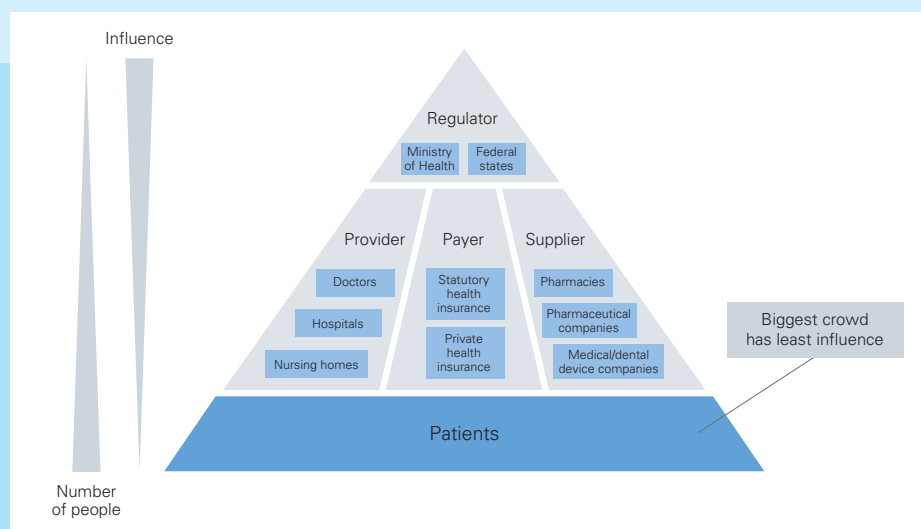 Influence
Regulator
Ministry
of Health
Federal
states
Provider
Payer
Supplier
Doctors
Hospitals
Nursing homes
Statutory
health
insurance
Private
health
insurance
Pharmacies
Pharmaceutical
companies
Medical/dental
device companies
Biggest crowd
has least influence
Patients
Number
of people